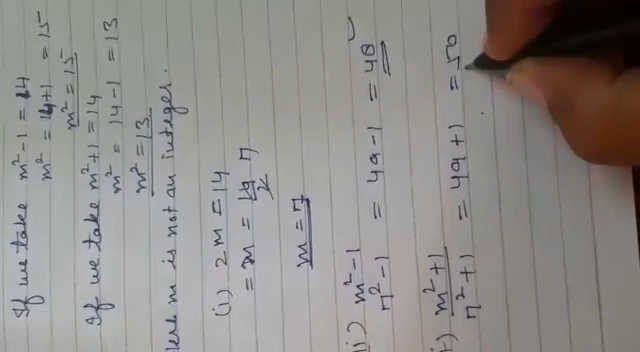 If we take m² - 1 = 14
m² = 14+1 = 15
m² = 15
If we take m² + 1 = 14
m² = 14 - 1 = 13
m² = 13
m is not an integer.
(i) 2m = 14
= m = 14/2 7
m = 7
i) m² - 1
7² - 1 = 49 - 1 = 48
) m² + 1
7² + 1 = 49 + 1 = 50